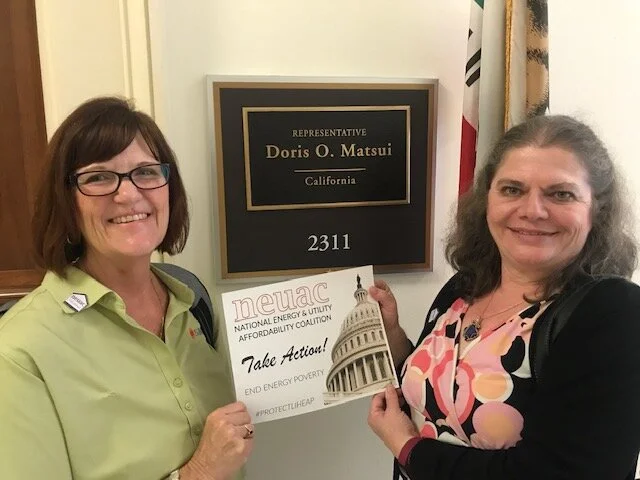 REPRESENTATIVE
Doris O. Matsui
California
2311
neuac
NATIONAL ENERGY & UTILITY
AFFORDABILITY COALITION
Take Action!
END ENERGY POVERTY
#PROTECTLIHEAP